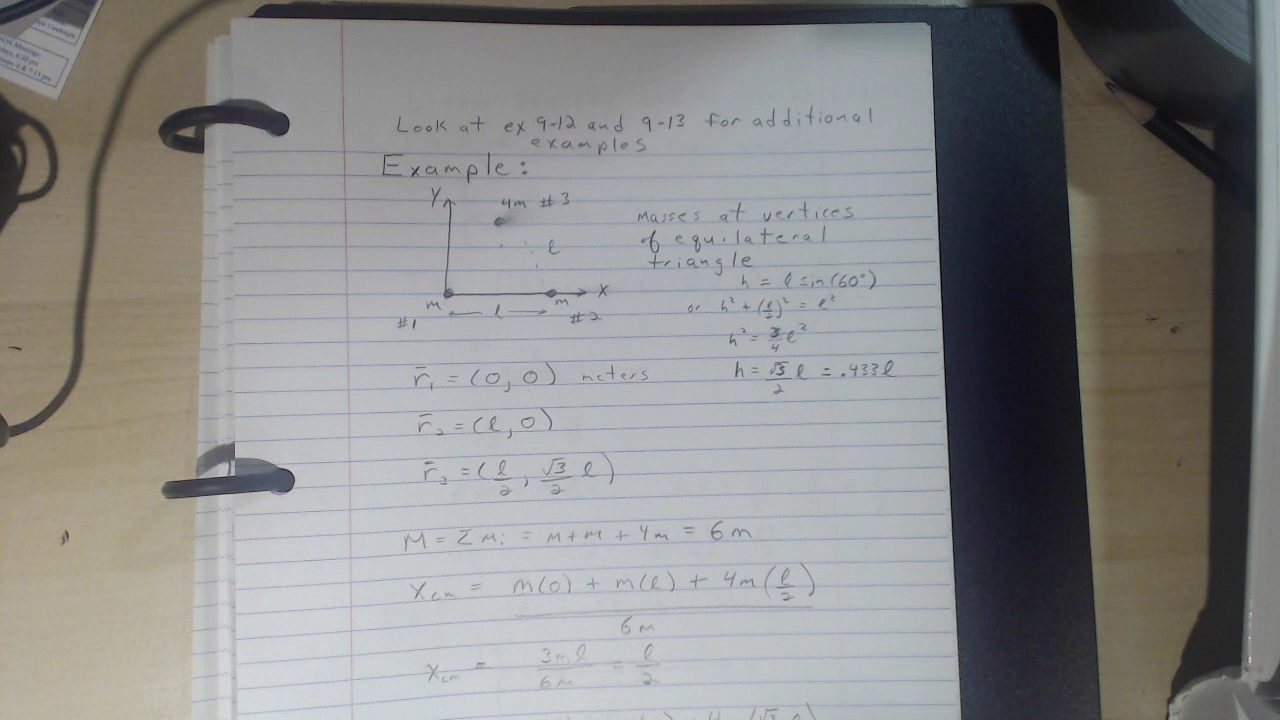 Look at ex 9-12 and 9-13 for additional
examples
Example:
Y
4m #3
l
X
m
m
#1
l
#2
Masses at vertices
of equilateral
triangle
h = l sin(60°)
or h² + (l/2)² = l²
h² = 3/4 l²
h = √3/2 l = .433l
r̄₁ = (0, 0) meters
r̄₂ = (l, 0)
r̄₃ = (l/2, √3/2 l)
M = Σmᵢ = m+m + 4m = 6m
Xcm = m(0) + m(l) + 4m(l/2)
6m
Xcm = 3ml/6m = l/2